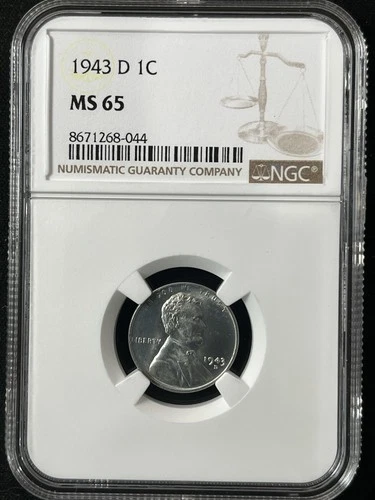 1943 D 1C
MS 65
8671268-044
NUMISMATIC GUARANTY COMPANY
NGC®
LIBERTY
1943
D